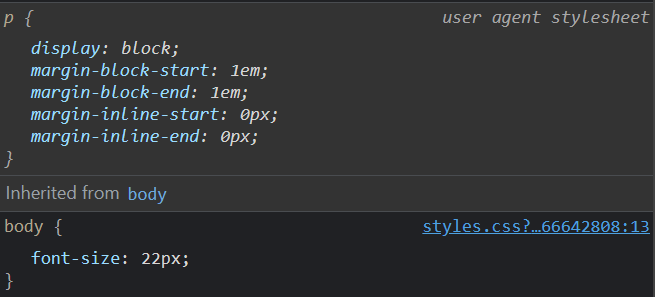 p {
user agent stylesheet
display: block;
margin-block-start: 1em;
margin-block-end: 1em;
margin-inline-start: 0px;
margin-inline-end: 0px;
}
Inherited from body
body {
styles.css?…66642808:13
font-size: 22px;
}